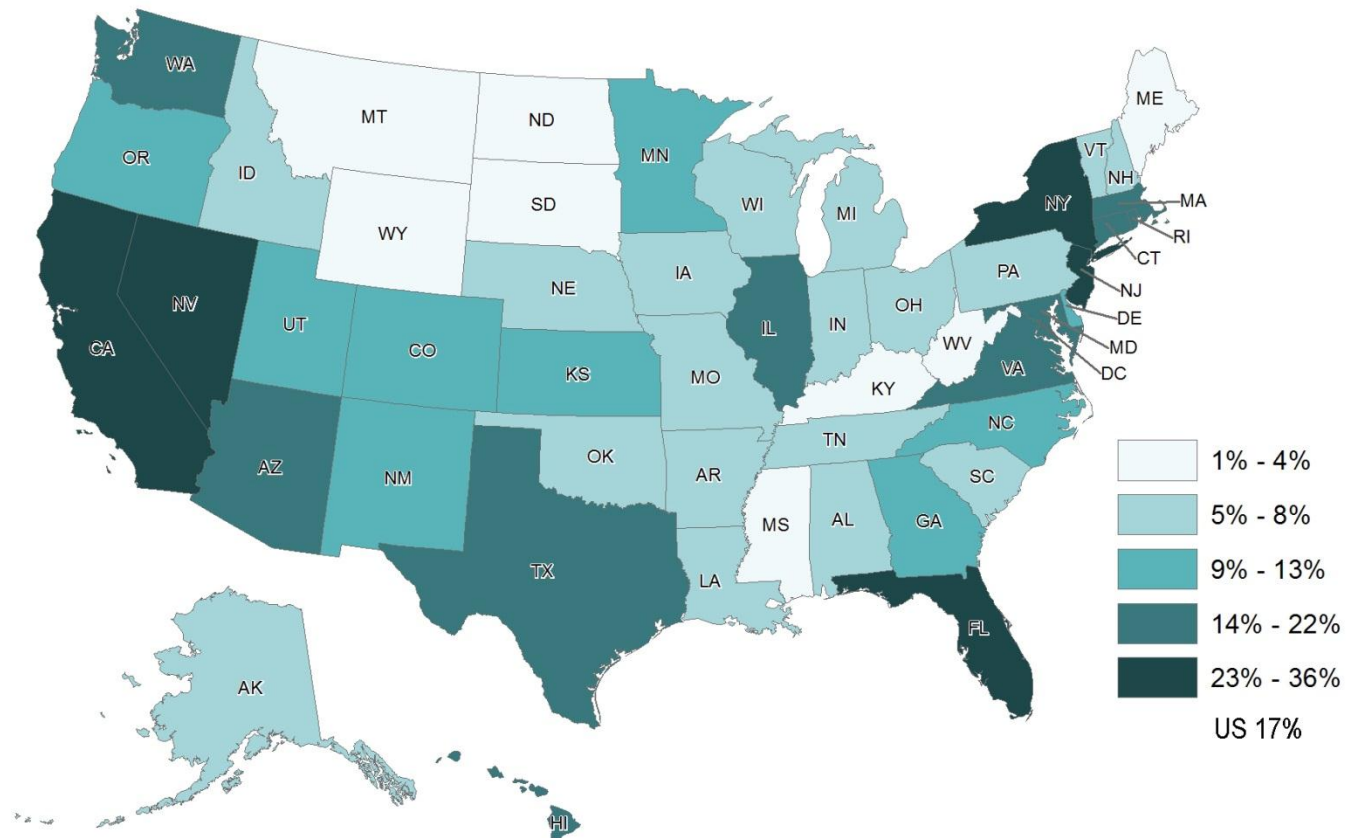 WA
MT
ND
MN
ME
OR
ID
SD
WI
MI
VT
NH
NY
MA
RI
CT
WY
IA
NE
PA
NJ
NV
UT
CO
IL
IN
OH
DE
MD
DC
CA
KS
MO
WV
VA
KY
AZ
NM
OK
AR
TN
NC
SC
MS
AL
GA
TX
LA
FL
AK
HI
1% - 4%
5% - 8%
9% - 13%
14% - 22%
23% - 36%
US 17%